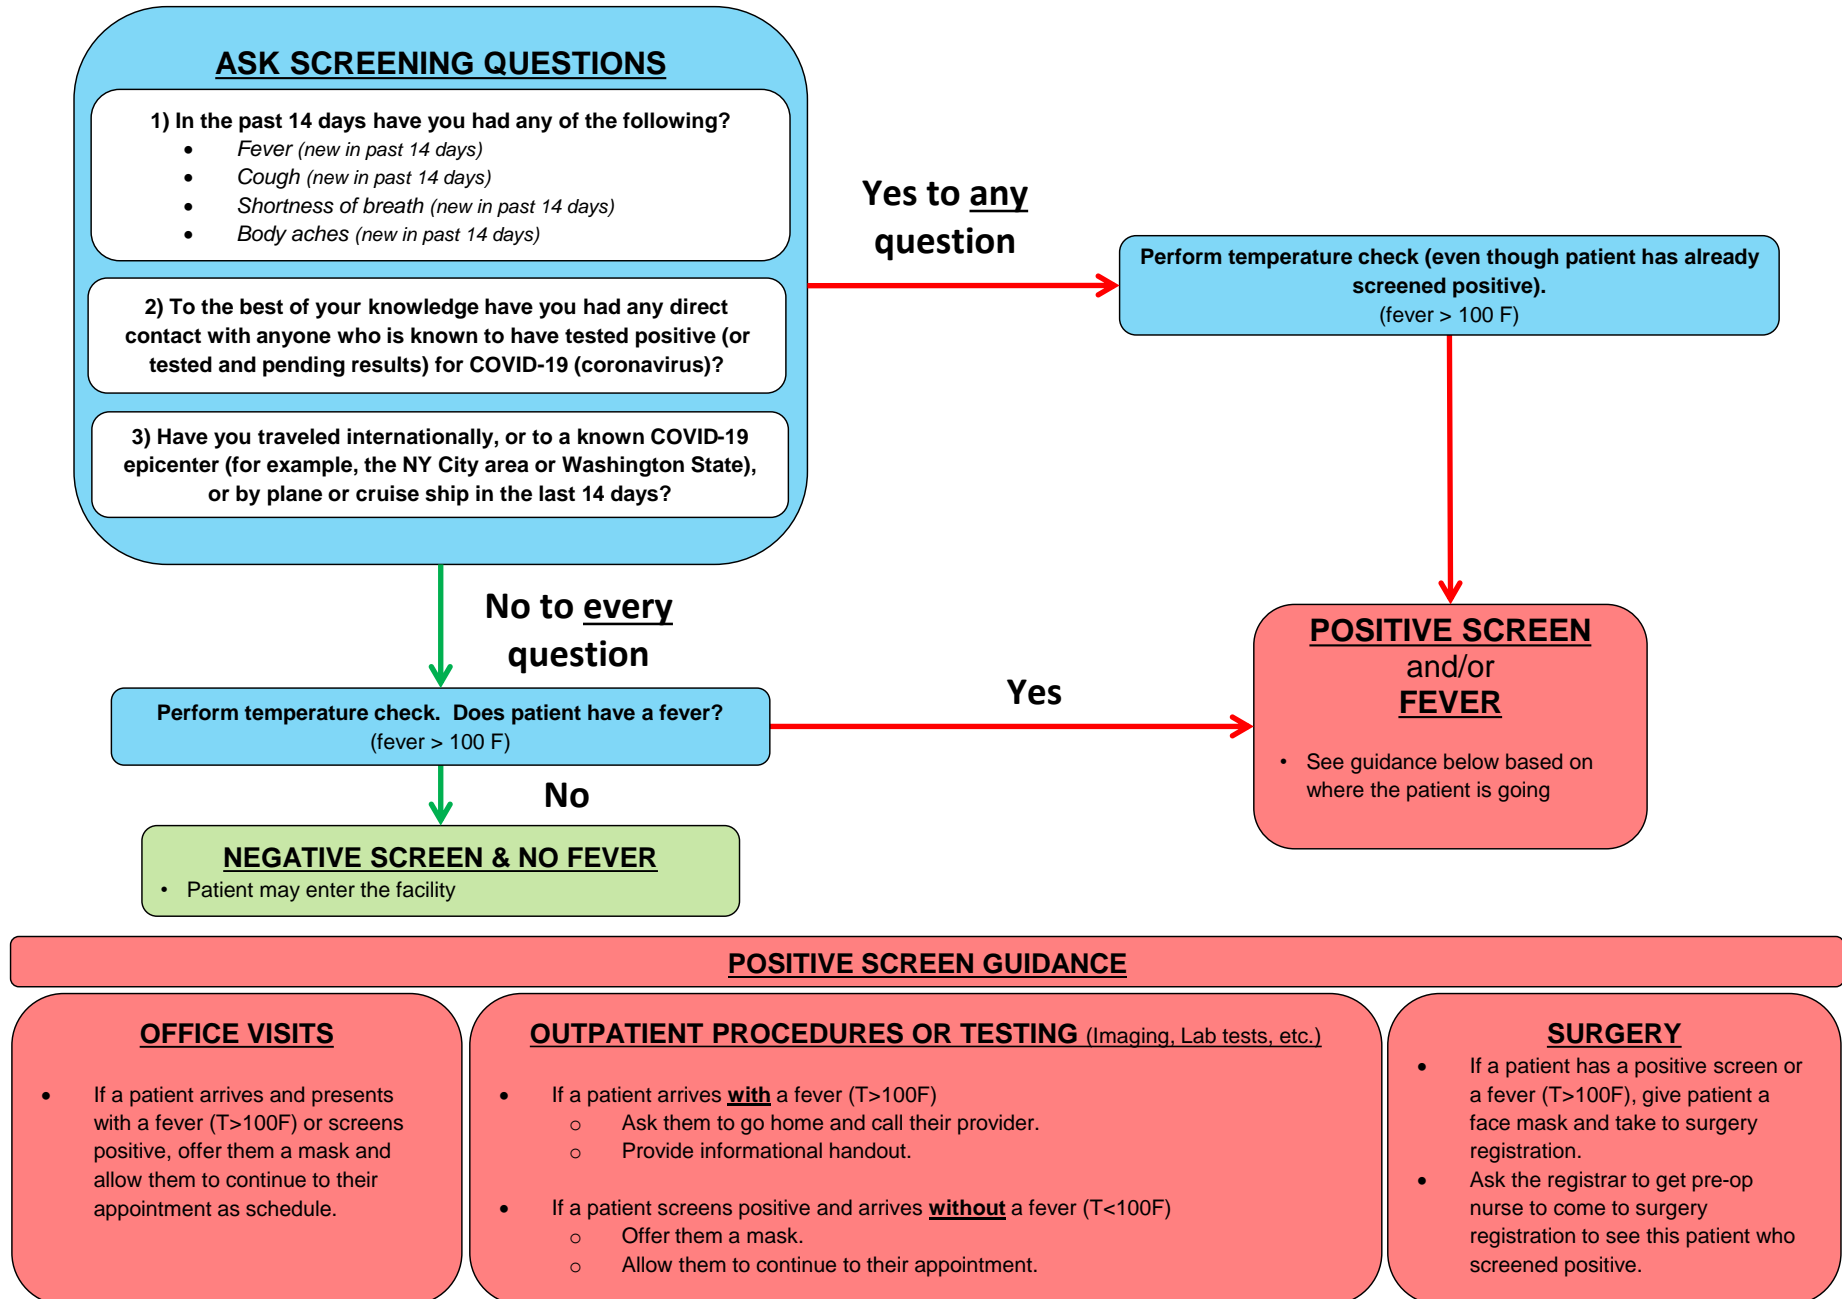 ASK SCREENING QUESTIONS
1) In the past 14 days have you had any of the following?
• Fever (new in past 14 days)
• Cough (new in past 14 days)
• Shortness of breath (new in past 14 days)
• Body aches (new in past 14 days)
2) To the best of your knowledge have you had any direct
contact with anyone who is known to have tested positive (or
tested and pending results) for COVID-19 (coronavirus)?
3) Have you traveled internationally, or to a known COVID-19
epicenter (for example, the NY City area or Washington State),
or by plane or cruise ship in the last 14 days?
Yes to any
question
Perform temperature check (even though patient has already
screened positive).
(fever > 100 F)
No to every
question
Perform temperature check.  Does patient have a fever?
(fever > 100 F)
Yes
POSITIVE SCREEN
and/or
FEVER
• See guidance below based on
where the patient is going
No
NEGATIVE SCREEN & NO FEVER
• Patient may enter the facility
POSITIVE SCREEN GUIDANCE
OFFICE VISITS
• If a patient arrives and presents
with a fever (T>100F) or screens
positive, offer them a mask and
allow them to continue to their
appointment as schedule.
OUTPATIENT PROCEDURES OR TESTING (Imaging, Lab tests, etc.)
• If a patient arrives with a fever (T>100F)
o Ask them to go home and call their provider.
o Provide informational handout.
• If a patient screens positive and arrives without a fever (T<100F)
o Offer them a mask.
o Allow them to continue to their appointment.
SURGERY
• If a patient has a positive screen or
a fever (T>100F), give patient a
face mask and take to surgery
registration.
• Ask the registrar to get pre-op
nurse to come to surgery
registration to see this patient who
screened positive.